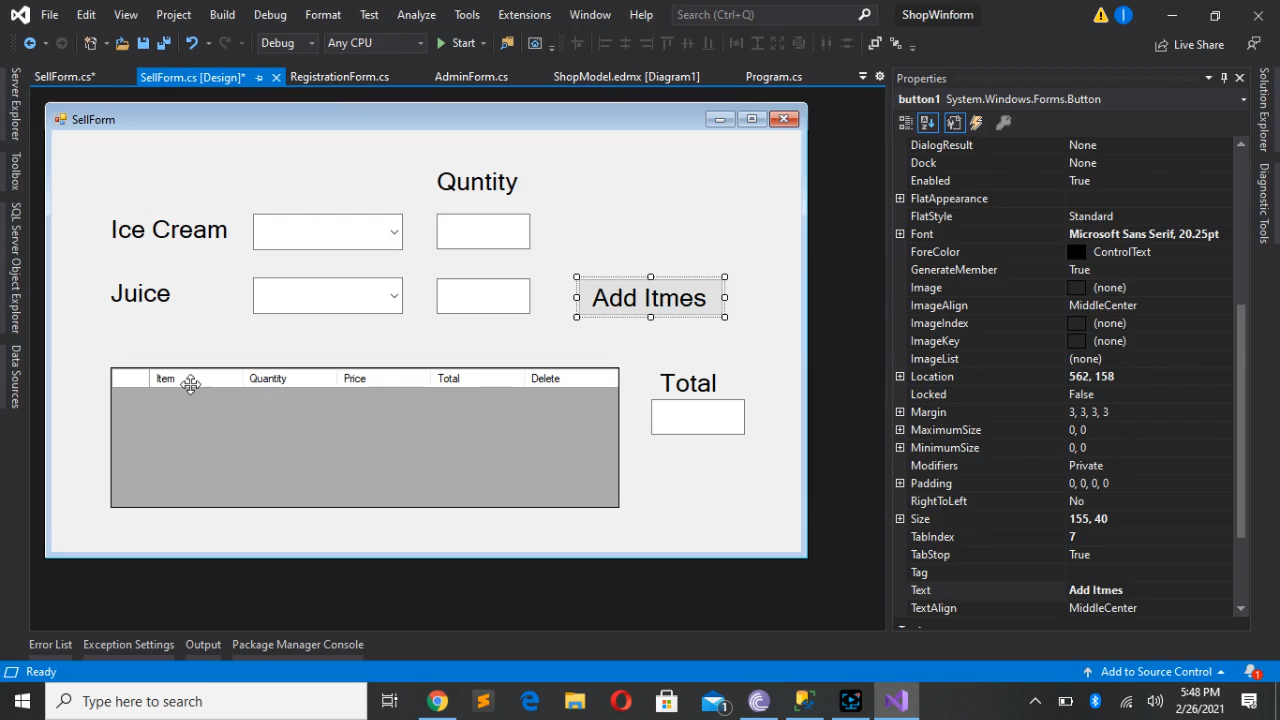 File Edit View Project Build Debug Format Test Analyze Tools Extensions Window Help Search (Ctrl+Q) ShopWinform
Debug Any CPU Start Live Share
SellForm.cs* SellForm.cs [Design]* RegistrationForm.cs AdminForm.cs ShopModel.edmx [Diagram1] Program.cs
Server Explorer
Toolbox
SQL Server Object Explorer
Data Sources
SellForm
Quntity
Ice Cream
Juice
Add Itmes
Item Quantity Price Total Delete
Total
Properties
button1 System.Windows.Forms.Button
DialogResult None
Dock None
Enabled True
FlatAppearance
FlatStyle Standard
Font Microsoft Sans Serif, 20.25pt
ForeColor ControlText
GenerateMember True
Image (none)
ImageAlign MiddleCenter
ImageIndex (none)
ImageKey (none)
ImageList (none)
Location 562, 158
Locked False
Margin 3, 3, 3, 3
MaximumSize 0, 0
MinimumSize 0, 0
Modifiers Private
Padding 0, 0, 0, 0
RightToLeft No
Size 155, 40
TabIndex 7
TabStop True
Tag
Text Add Itmes
TextAlign MiddleCenter
Solution Explorer
Diagnostic Tools
Error List Exception Settings Output Package Manager Console
Ready Add to Source Control 1
Type here to search 1 5:48 PM
2/26/2021